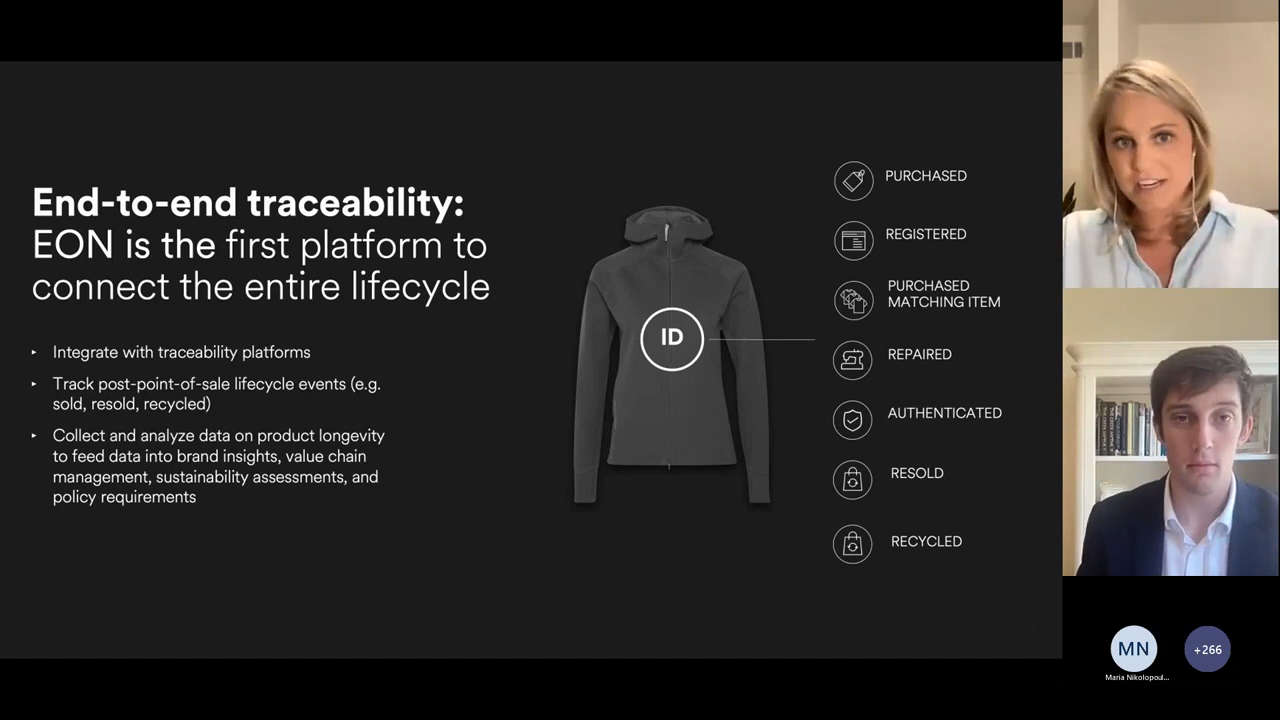 End-to-end traceability:
EON is the first platform to
connect the entire lifecycle
Integrate with traceability platforms
Track post-point-of-sale lifecycle events (e.g.
sold, resold, recycled)
Collect and analyze data on product longevity
to feed data into brand insights, value chain
management, sustainability assessments, and
policy requirements
ID
PURCHASED
REGISTERED
PURCHASED
MATCHING ITEM
REPAIRED
AUTHENTICATED
RESOLD
RECYCLED
MN
+266
Maria Nikolopoul...